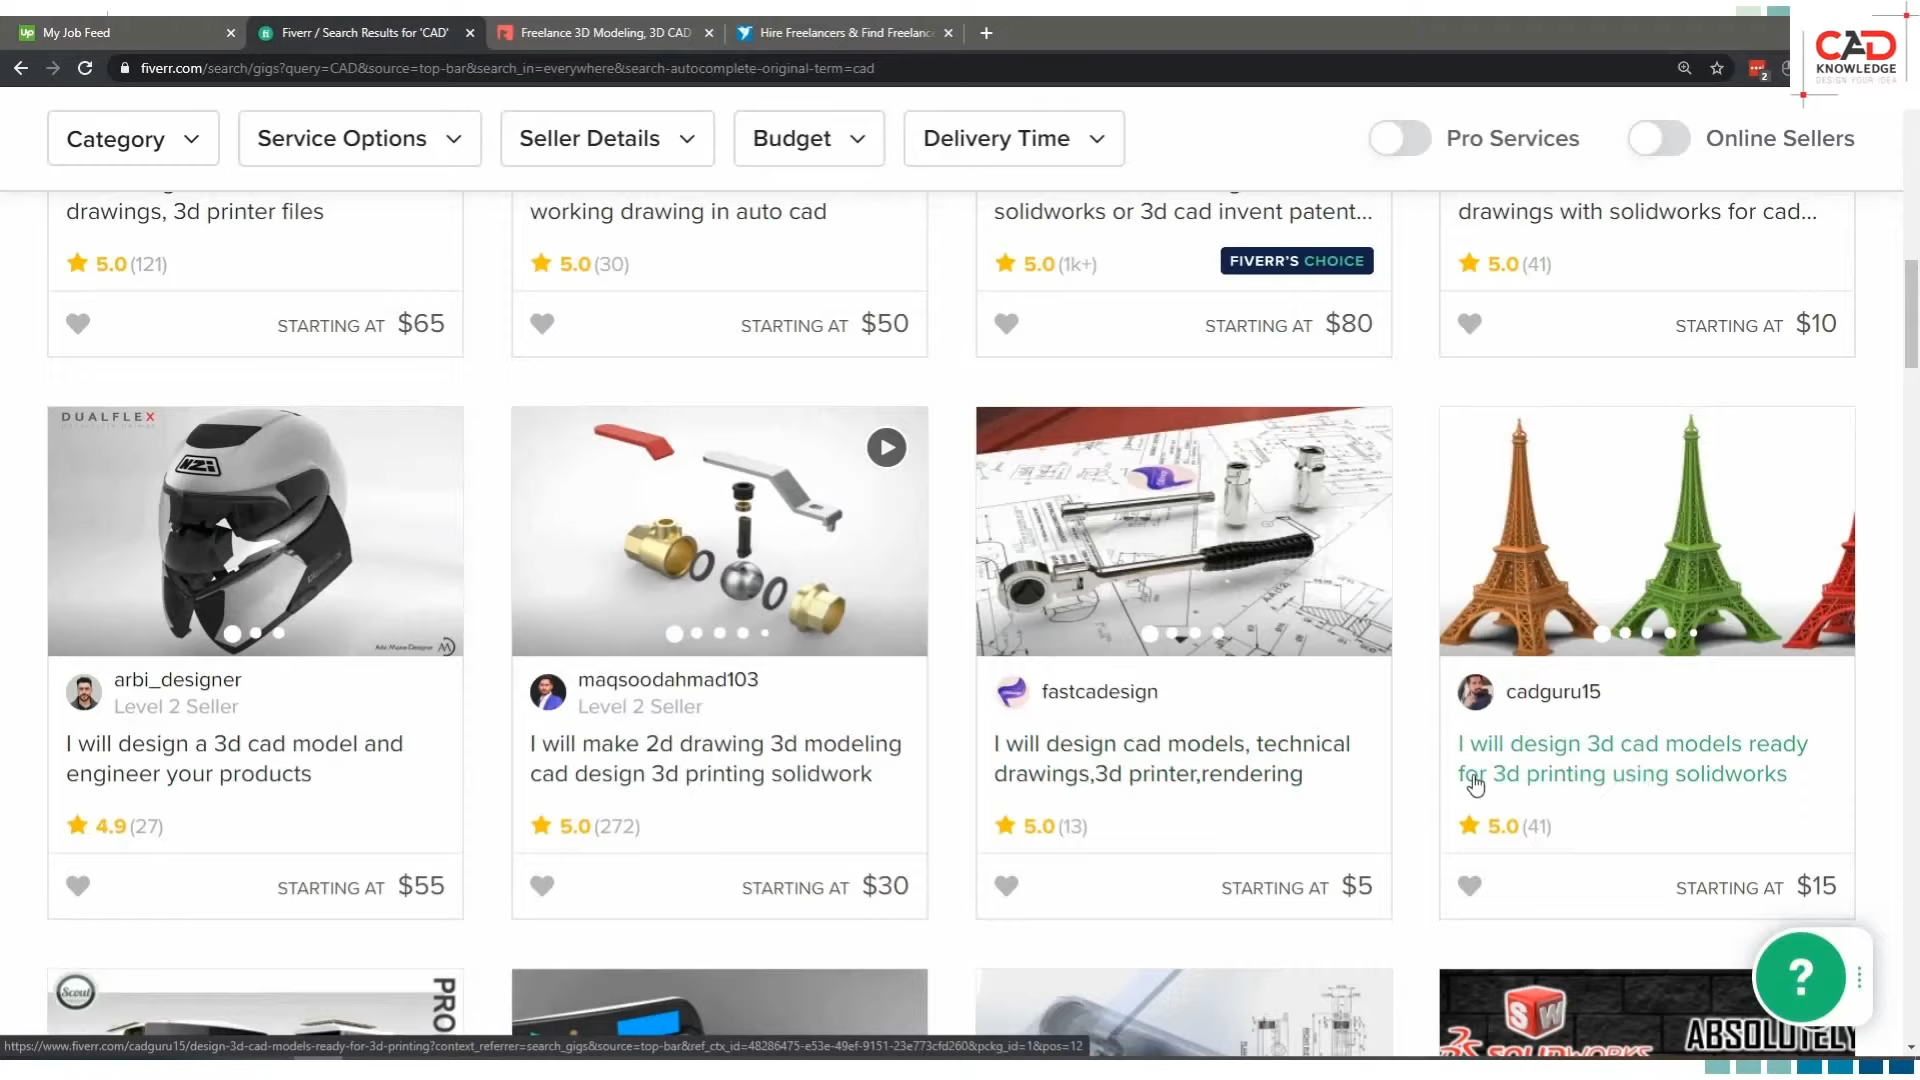 My Job Feed
Fiverr / Search Results for 'CAD'
Freelance 3D Modeling, 3D CAD
Hire Freelancers & Find Freelanc
fiverr.com/search/gigs?query=CAD&source=top-bar&search_in=everywhere&search-autocomplete-original-term=cad
CAD
KNOWLEDGE
DESIGN YOUR IDEA
Category
Service Options
Seller Details
Budget
Delivery Time
Pro Services
Online Sellers
drawings, 3d printer files
5.0 (121)
STARTING AT $65
working drawing in auto cad
5.0 (30)
STARTING AT $50
solidworks or 3d cad invent patent...
5.0 (1k+)
FIVERR'S CHOICE
STARTING AT $80
drawings with solidworks for cad...
5.0 (41)
STARTING AT $10
DUALFLEX
NZI
arbi_designer
Level 2 Seller
I will design a 3d cad model and
engineer your products
4.9 (27)
STARTING AT $55
maqsoodahmad103
Level 2 Seller
I will make 2d drawing 3d modeling
cad design 3d printing solidwork
5.0 (272)
STARTING AT $30
fastcadesign
I will design cad models, technical
drawings,3d printer,rendering
5.0 (13)
STARTING AT $5
cadguru15
I will design 3d cad models ready
for 3d printing using solidworks
5.0 (41)
STARTING AT $15
?
Scout
PRO
SW
SOLIDWORKS
ABSOLUTELY
https://www.fiverr.com/cadguru15/design-3d-cad-models-ready-for-3d-printing?context_referrer=search_gigs&source=top-bar&ref_ctx_id=48286475-e53e-49ef-9151-23e773cfd260&pckg_id=1&pos=12